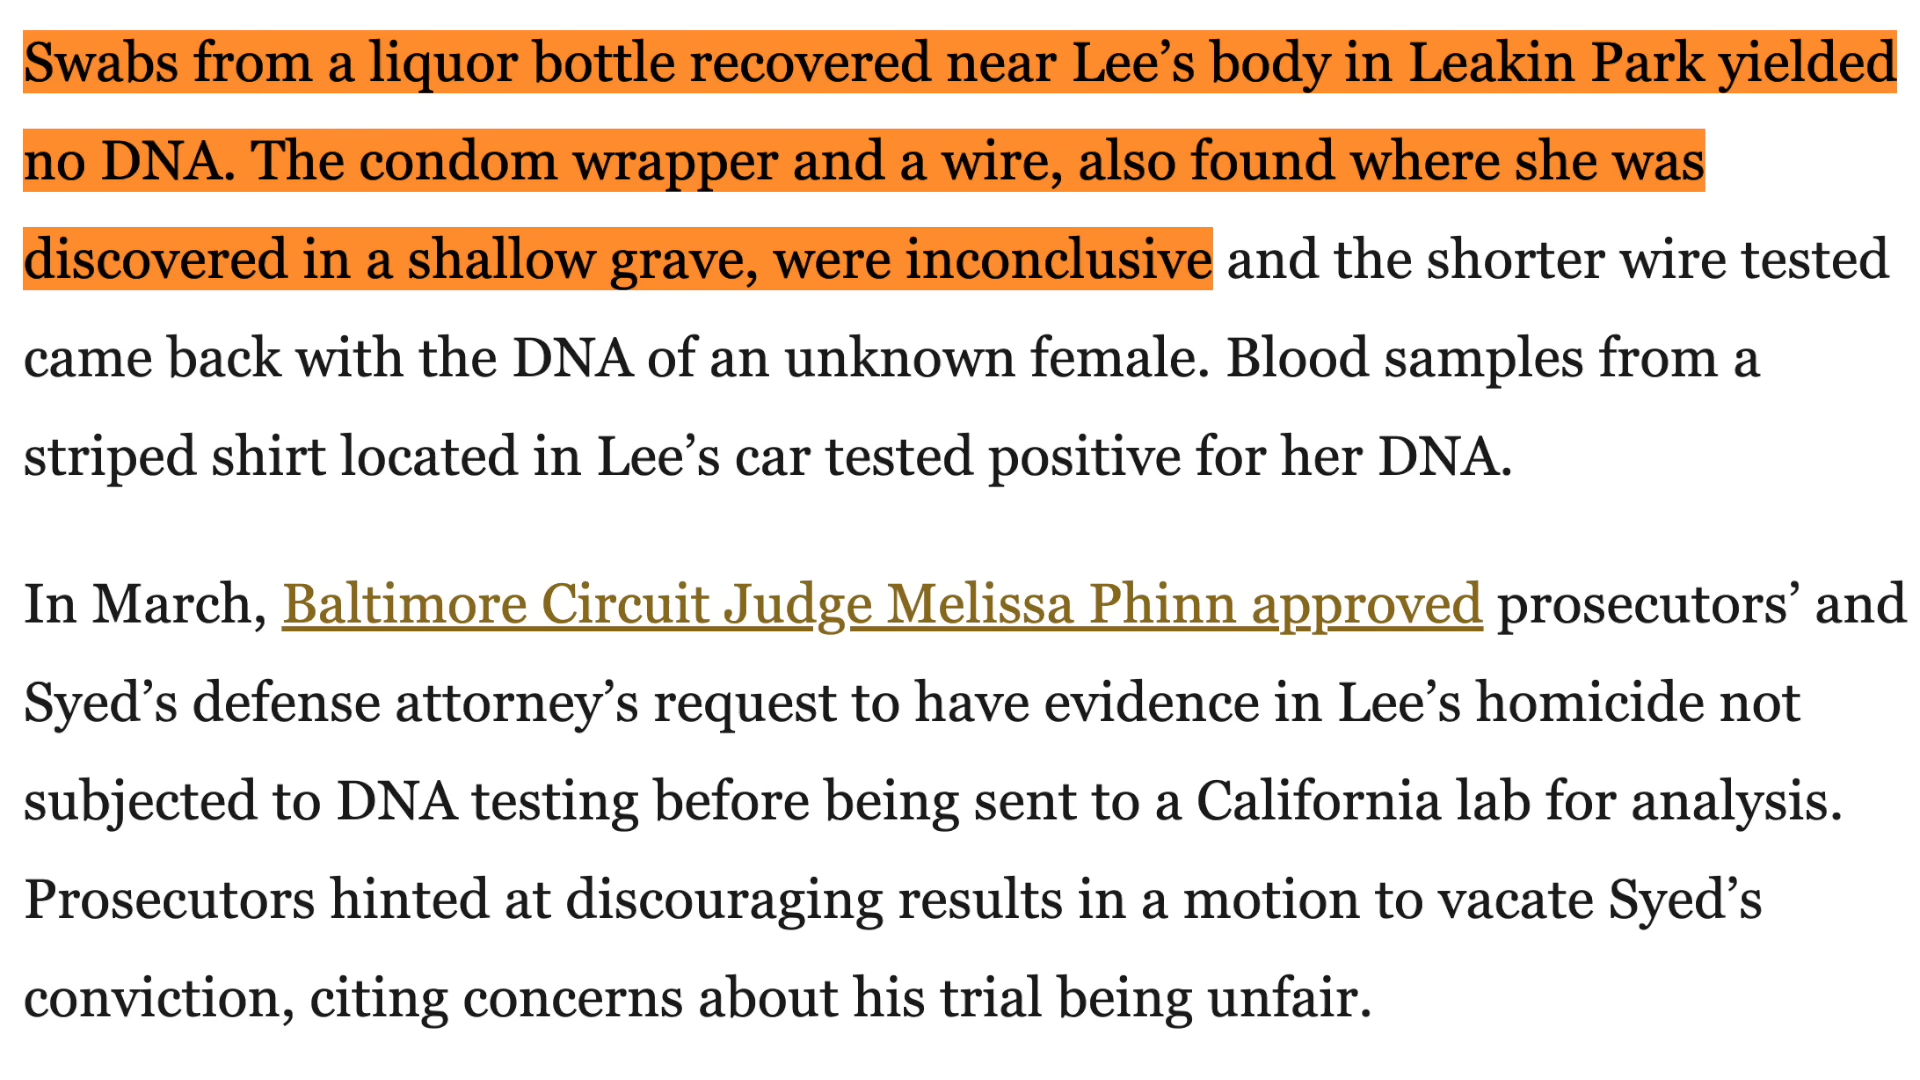 Swabs from a liquor bottle recovered near Lee’s body in Leakin Park yielded
no DNA. The condom wrapper and a wire, also found where she was
discovered in a shallow grave, were inconclusive and the shorter wire tested
came back with the DNA of an unknown female. Blood samples from a
striped shirt located in Lee’s car tested positive for her DNA.
In March, Baltimore Circuit Judge Melissa Phinn approved prosecutors’ and
Syed’s defense attorney’s request to have evidence in Lee’s homicide not
subjected to DNA testing before being sent to a California lab for analysis.
Prosecutors hinted at discouraging results in a motion to vacate Syed’s
conviction, citing concerns about his trial being unfair.